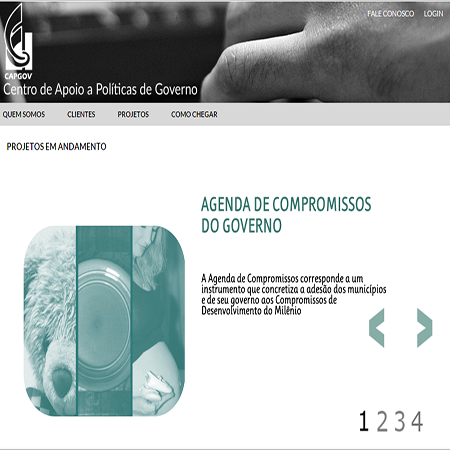 FALE CONOSCO LOGIN
CAPGOV
Centro de Apoio a Políticas de Governo
QUEM SOMOS CLIENTES PROJETOS COMO CHEGAR
PROJETOS EM ANDAMENTO
AGENDA DE COMPROMISSOS
DO GOVERNO
A Agenda de Compromissos corresponde a um
instrumento que concretiza a adesão dos municípios
e de seu governo aos Compromissos de
Desenvolvimento do Milênio
1 2 3 4